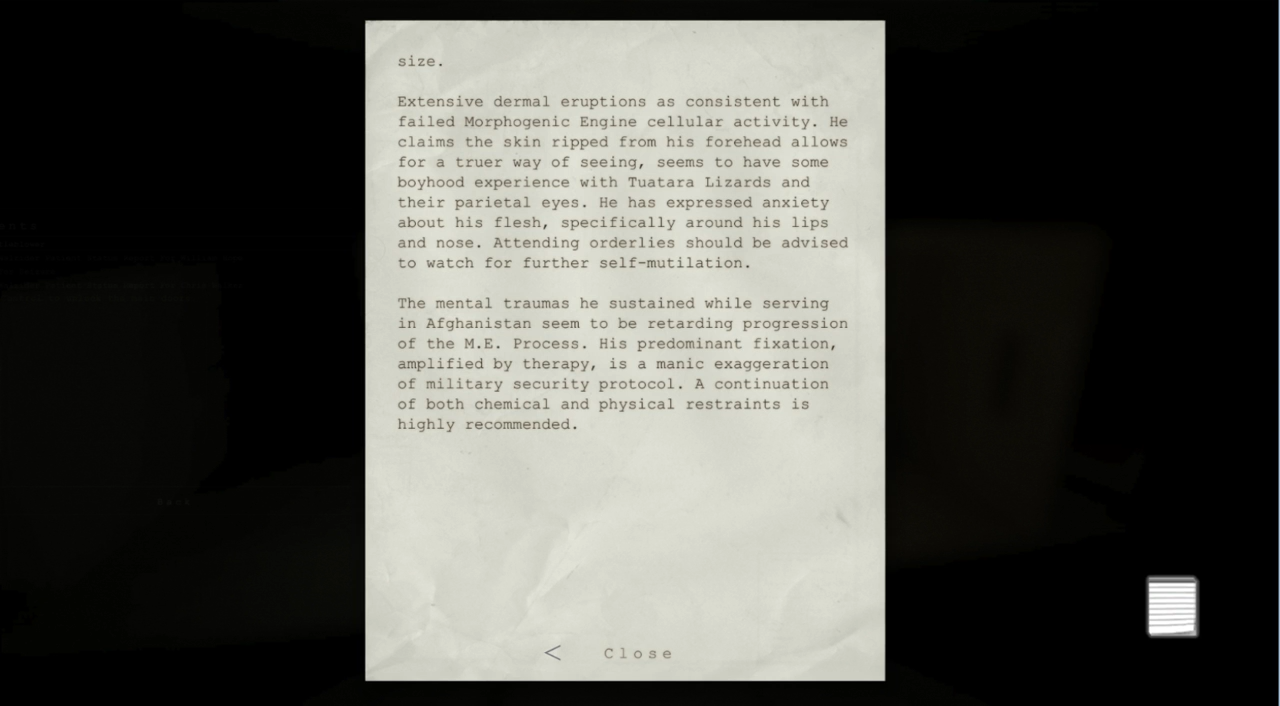 size.
Extensive dermal eruptions as consistent with
failed Morphogenic Engine cellular activity. He
claims the skin ripped from his forehead allows
for a truer way of seeing, seems to have some
boyhood experience with Tuatara Lizards and
their parietal eyes. He has expressed anxiety
about his flesh, specifically around his lips
and nose. Attending orderlies should be advised
to watch for further self-mutilation.
The mental traumas he sustained while serving
in Afghanistan seem to be retarding progression
of the M.E. Process. His predominant fixation,
amplified by therapy, is a manic exaggeration
of military security protocol. A continuation
of both chemical and physical restraints is
highly recommended.
< Close